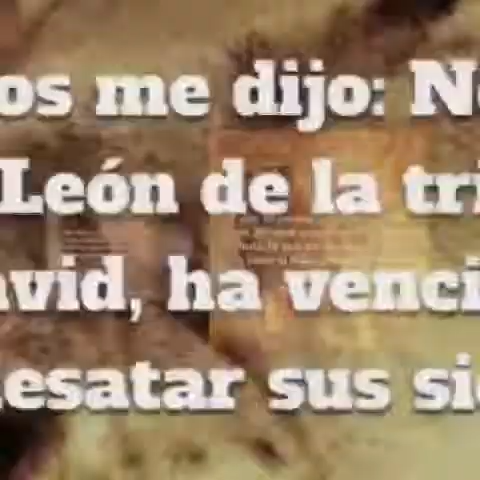 os me dijo: N
León de la tri
avid, ha venci
esatar sus si